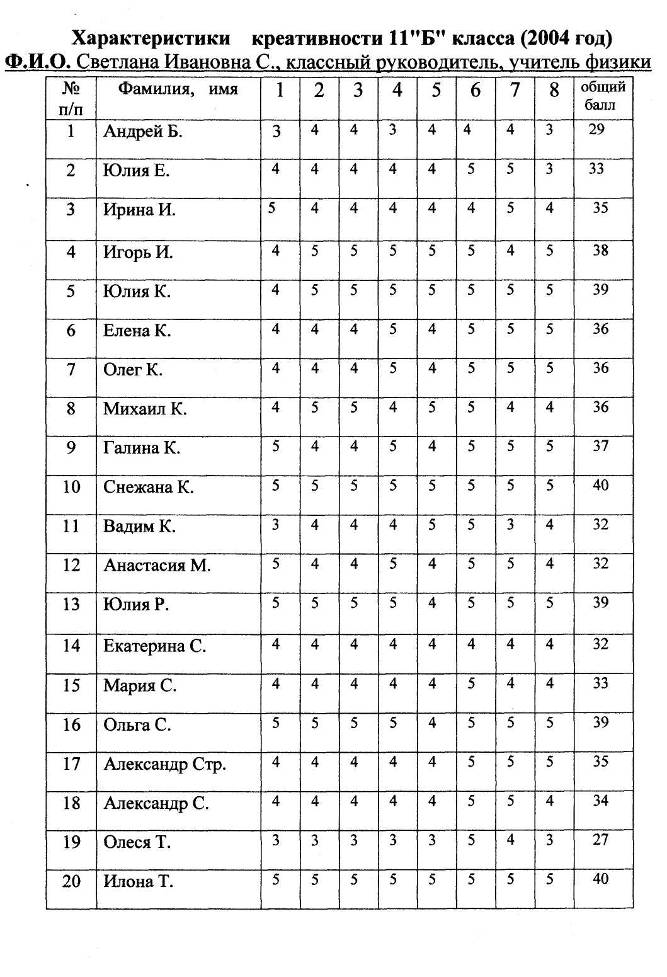 Характеристики креативности 11"Б" класса (2004 год)
Ф.И.О. Светлана Ивановна С., классный руководитель, учитель физики
№ п/п Фамилия, имя 1 2 3 4 5 6 7 8 общий балл
1 Андрей Б. 3 4 4 3 4 4 4 3 29
2 Юлия Е. 4 4 4 4 4 5 5 3 33
3 Ирина И. 5 4 4 4 4 4 5 4 35
4 Игорь И. 4 5 5 5 5 5 4 5 38
5 Юлия К. 4 5 5 5 5 5 5 5 39
6 Елена К. 4 4 4 5 4 5 5 5 36
7 Олег К. 4 4 4 5 4 5 5 5 36
8 Михаил К. 4 5 5 4 5 5 4 4 36
9 Галина К. 5 4 4 5 4 5 5 5 37
10 Снежана К. 5 5 5 5 5 5 5 5 40
11 Вадим К. 3 4 4 4 5 5 3 4 32
12 Анастасия М. 5 4 4 5 4 5 5 4 32
13 Юлия Р. 5 5 5 5 4 5 5 5 39
14 Екатерина С. 4 4 4 4 4 4 4 4 32
15 Мария С. 4 4 4 4 4 5 4 4 33
16 Ольга С. 5 5 5 5 4 5 5 5 39
17 Александр Стр. 4 4 4 4 4 5 5 5 35
18 Александр С. 4 4 4 4 4 5 5 4 34
19 Олеся Т. 3 3 3 3 3 5 4 3 27
20 Илона Т. 5 5 5 5 5 5 5 5 40